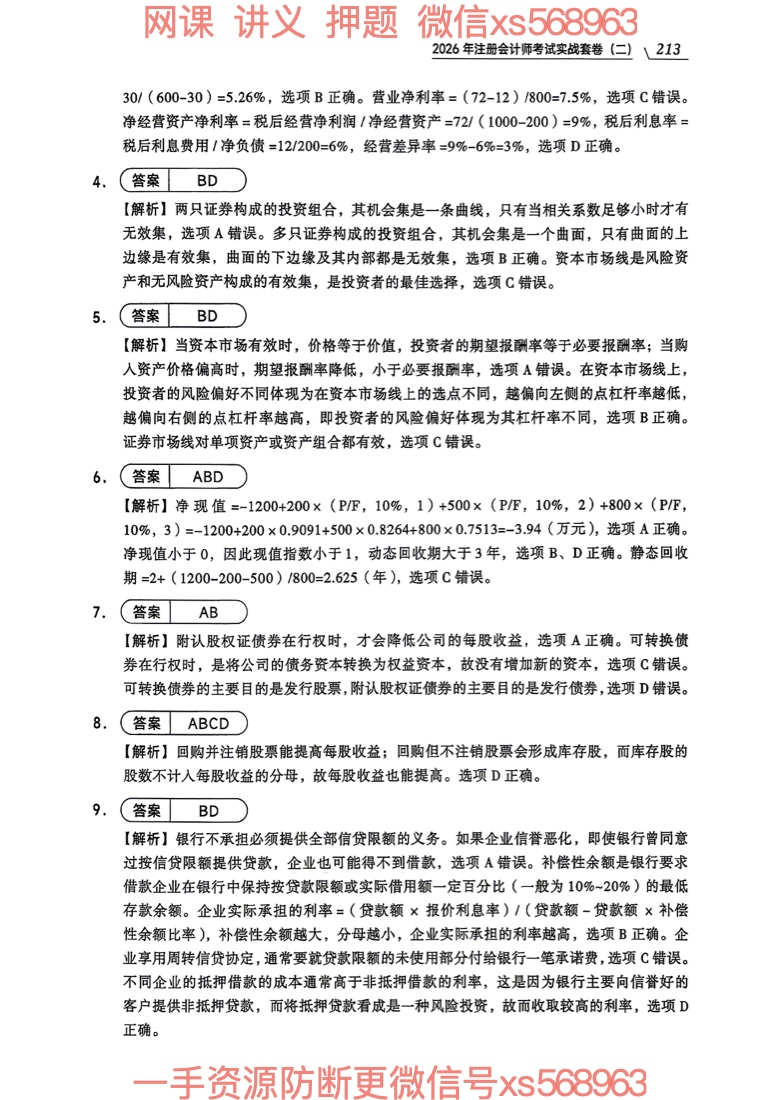 网课 讲义 押题 微信xs568963
2026 年注册会计师考试实战套卷（二） 213
30/（600-30）=5.26%，选项 B 正确。营业净利率 =（72-12）/800=7.5%，选项 C 错误。
净经营资产净利率 = 税后经营净利润 / 净经营资产 =72/（1000-200）=9%，税后利息率 =
税后利息费用 / 净负债 =12/200=6%，经营差异率 =9%-6%=3%，选项 D 正确。
4. 答案 BD
【解析】两只证券构成的投资组合，其机会集是一条曲线，只有当相关系数足够小时才有
无效集，选项 A 错误。多只证券构成的投资组合，其机会集是一个曲面，只有曲面的上
边缘是有效集，曲面的下边缘及其内部都是无效集，选项 B 正确。资本市场线是风险资
产和无风险资产构成的有效集，是投资者的最佳选择，选项 C 错误。
5. 答案 BD
【解析】当资本市场有效时，价格等于价值，投资者的期望报酬率等于必要报酬率；当购
入资产价格偏高时，期望报酬率降低，小于必要报酬率，选项 A 错误。在资本市场线上，
投资者的风险偏好不同体现为在资本市场线上的选点不同，越偏向左侧的点杠杆率越低，
越偏向右侧的点杠杆率越高，即投资者的风险偏好体现为其杠杆率不同，选项 B 正确。
证券市场线对单项资产或资产组合都有效，选项 C 错误。
6. 答案 ABD
【解析】净现值 =-1200+200×（P/F，10%，1）+500×（P/F，10%，2）+800×（P/F，
10%，3）=-1200+200×0.9091+500×0.8264+800×0.7513=-3.94（万元），选项 A 正确。
净现值小于 0，因此现值指数小于 1，动态回收期大于 3 年，选项 B、D 正确。静态回收
期 =2+（1200-200-500）/800=2.625（年），选项 C 错误。
7. 答案 AB
【解析】附认股权证债券在行权时，才会降低公司的每股收益，选项 A 正确。可转换债
券在行权时，是将公司的债务资本转换为权益资本，故没有增加新的资本，选项 C 错误。
可转换债券的主要目的是发行股票，附认股权证债券的主要目的是发行债券，选项 D 错误。
8. 答案 ABCD
【解析】回购并注销股票能提高每股收益；回购但不注销股票会形成库存股，而库存股的
股数不计入每股收益的分母，故每股收益也能提高。选项 D 正确。
9. 答案 BD
【解析】银行不承担必须提供全部信贷限额的义务。如果企业信誉恶化，即使银行曾同意
过按信贷限额提供贷款，企业也可能得不到借款，选项 A 错误。补偿性余额是银行要求
借款企业在银行中保持按贷款限额或实际借用额一定百分比（一般为 10%~20%）的最低
存款余额。企业实际承担的利率 =（贷款额 × 报价利息率）/（贷款额 - 贷款额 × 补偿
性余额比率），补偿性余额越大，分母越小，企业实际承担的利率越高，选项 B 正确。企
业享用周转信贷协定，通常要就贷款限额的未使用部分付给银行一笔承诺费，选项 C 错误。
不同企业的抵押借款的成本通常高于非抵押借款的利率，这是因为银行主要向信誉好的
客户提供非抵押贷款，而将抵押贷款看成是一种风险投资，故而收取较高的利率，选项 D
正确。
一手资源防断更微信号xs568963